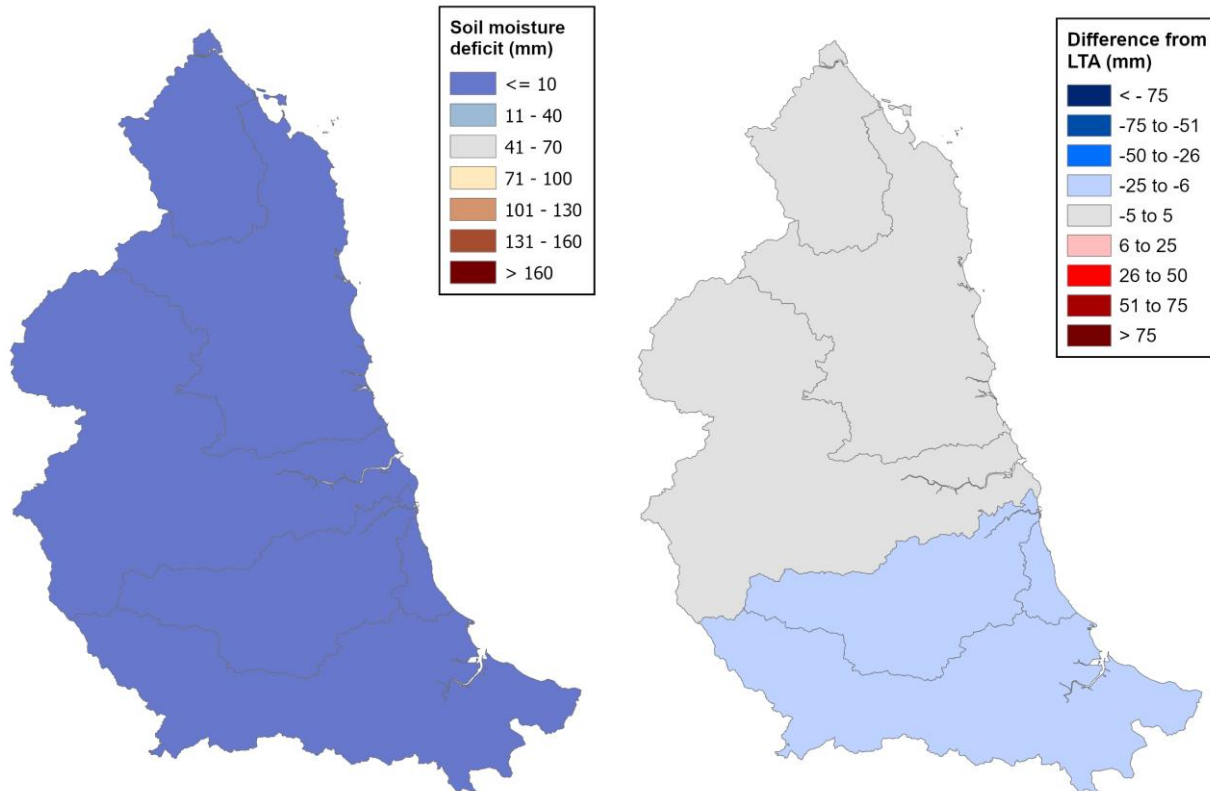 Soil moisture
deficit (mm)
<= 10
11 - 40
41 - 70
71 - 100
101 - 130
131 - 160
> 160
Difference from
LTA (mm)
< - 75
-75 to -51
-50 to -26
-25 to -6
-5 to 5
6 to 25
26 to 50
51 to 75
> 75